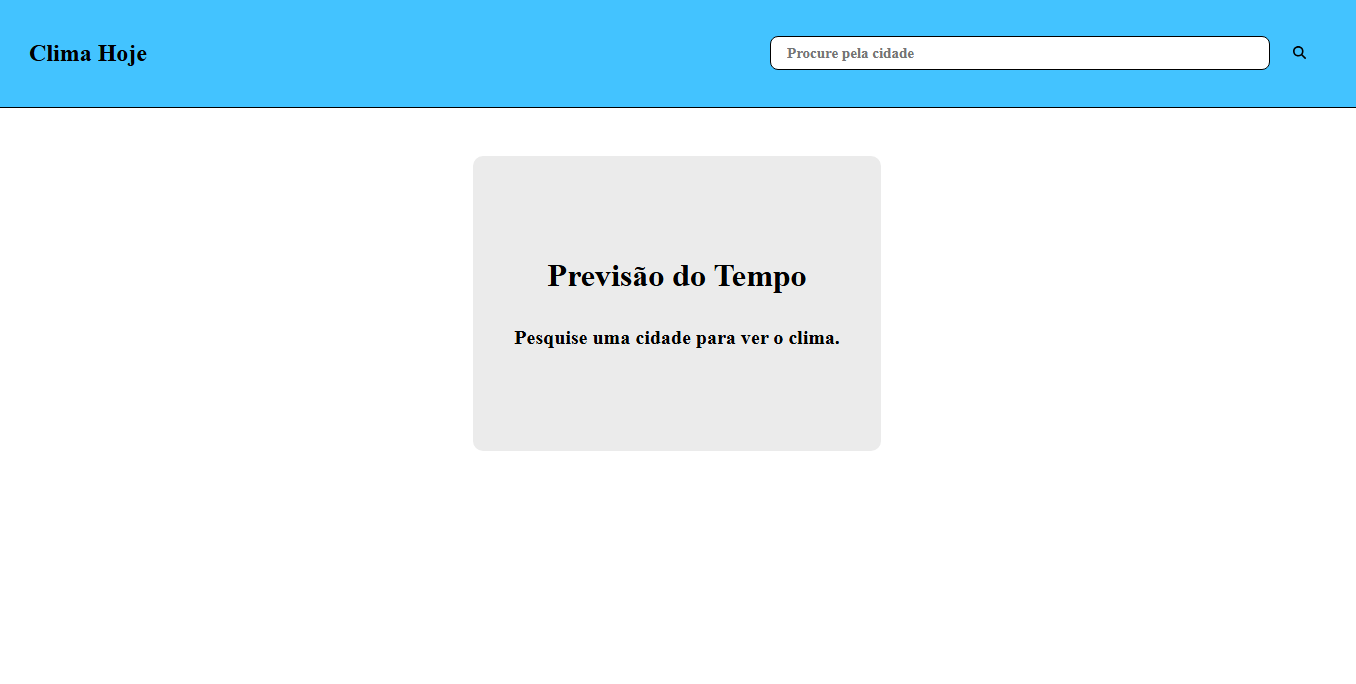 Clima Hoje
Procure pela cidade
Previsão do Tempo
Pesquise uma cidade para ver o clima.